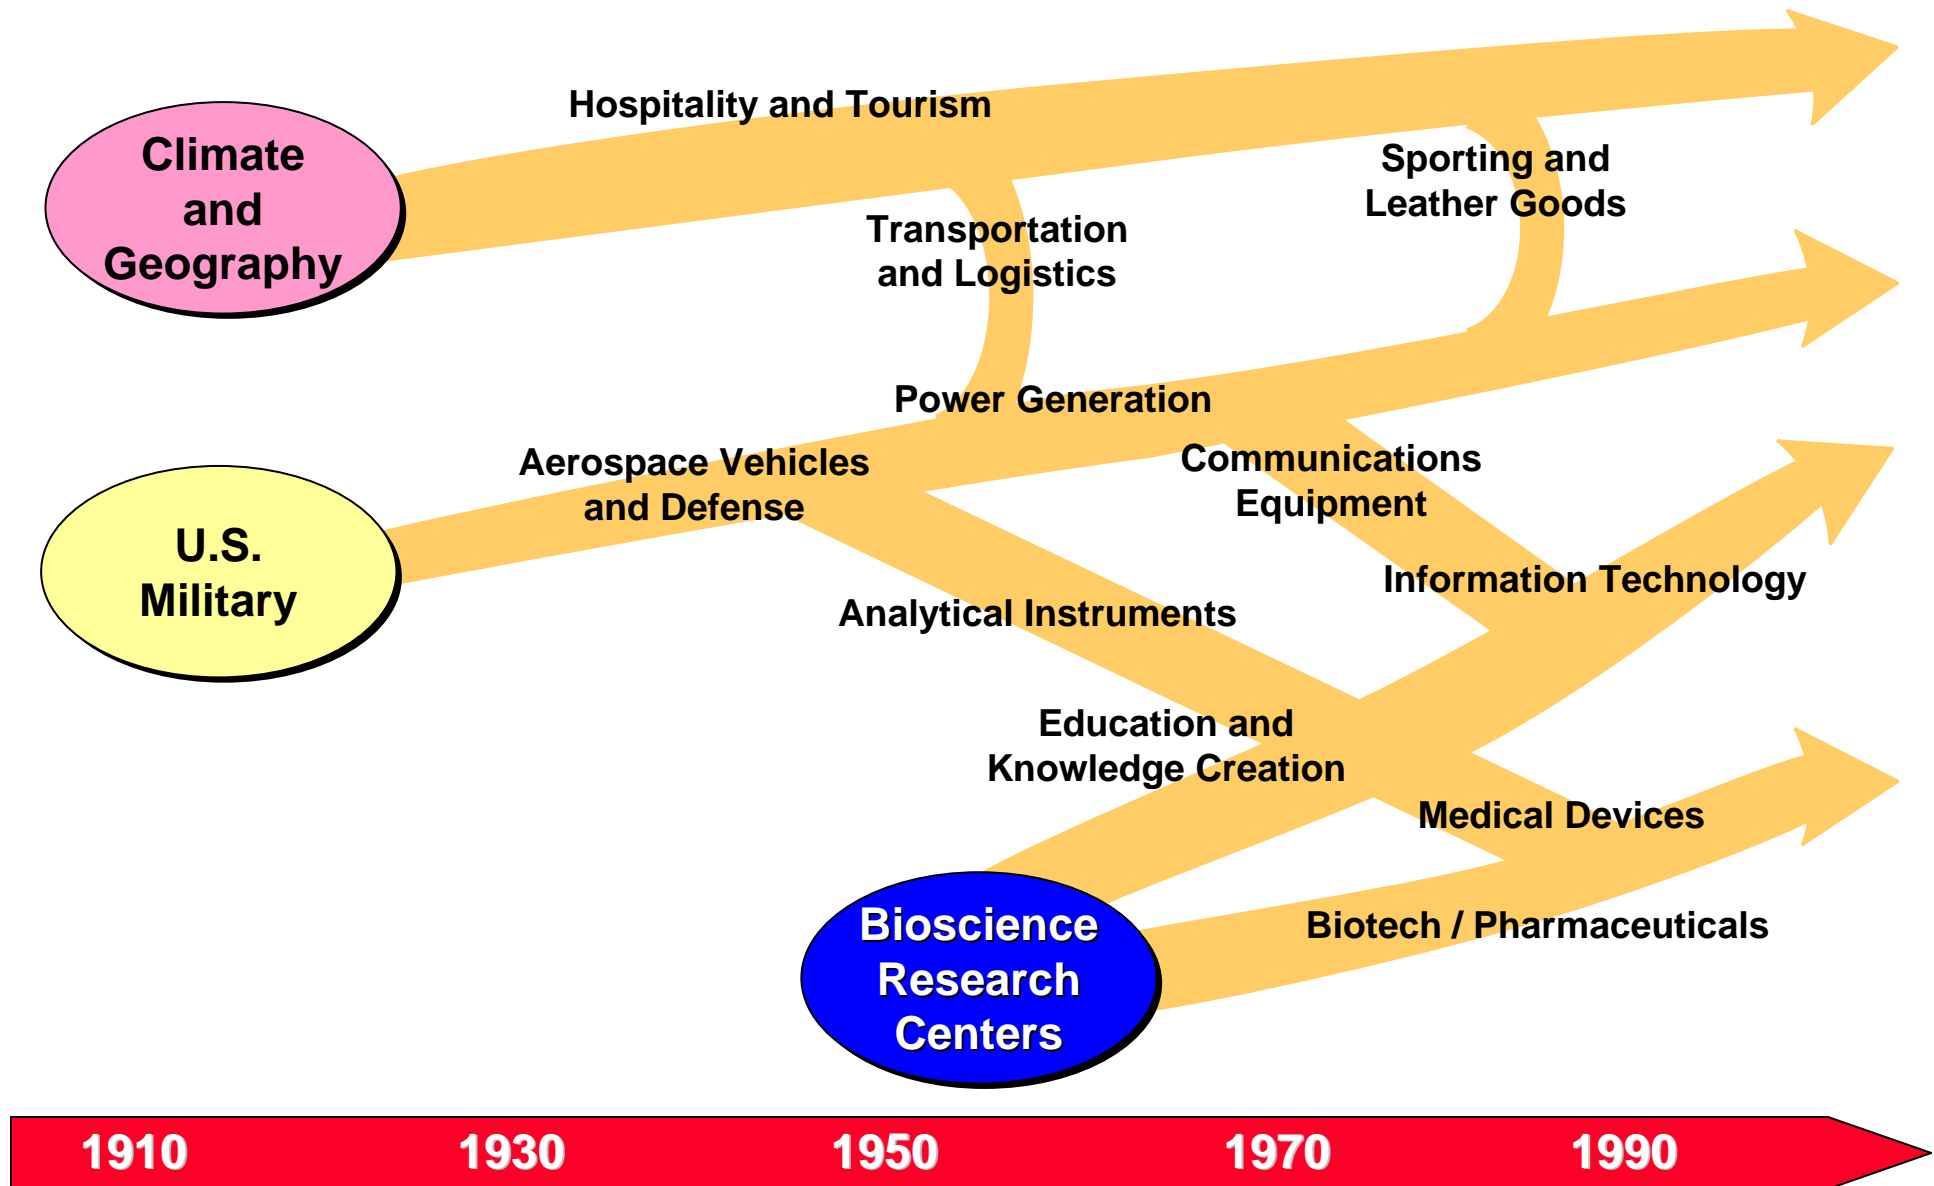 Hospitality and Tourism
Climate
and
Geography
Sporting and
Leather Goods
Transportation
and Logistics
Power Generation
Aerospace Vehicles
and Defense
Communications
Equipment
U.S.
Military
Information Technology
Analytical Instruments
Education and
Knowledge Creation
Medical Devices
Bioscience
Research
Centers
Biotech / Pharmaceuticals
1910 1930 1950 1970 1990